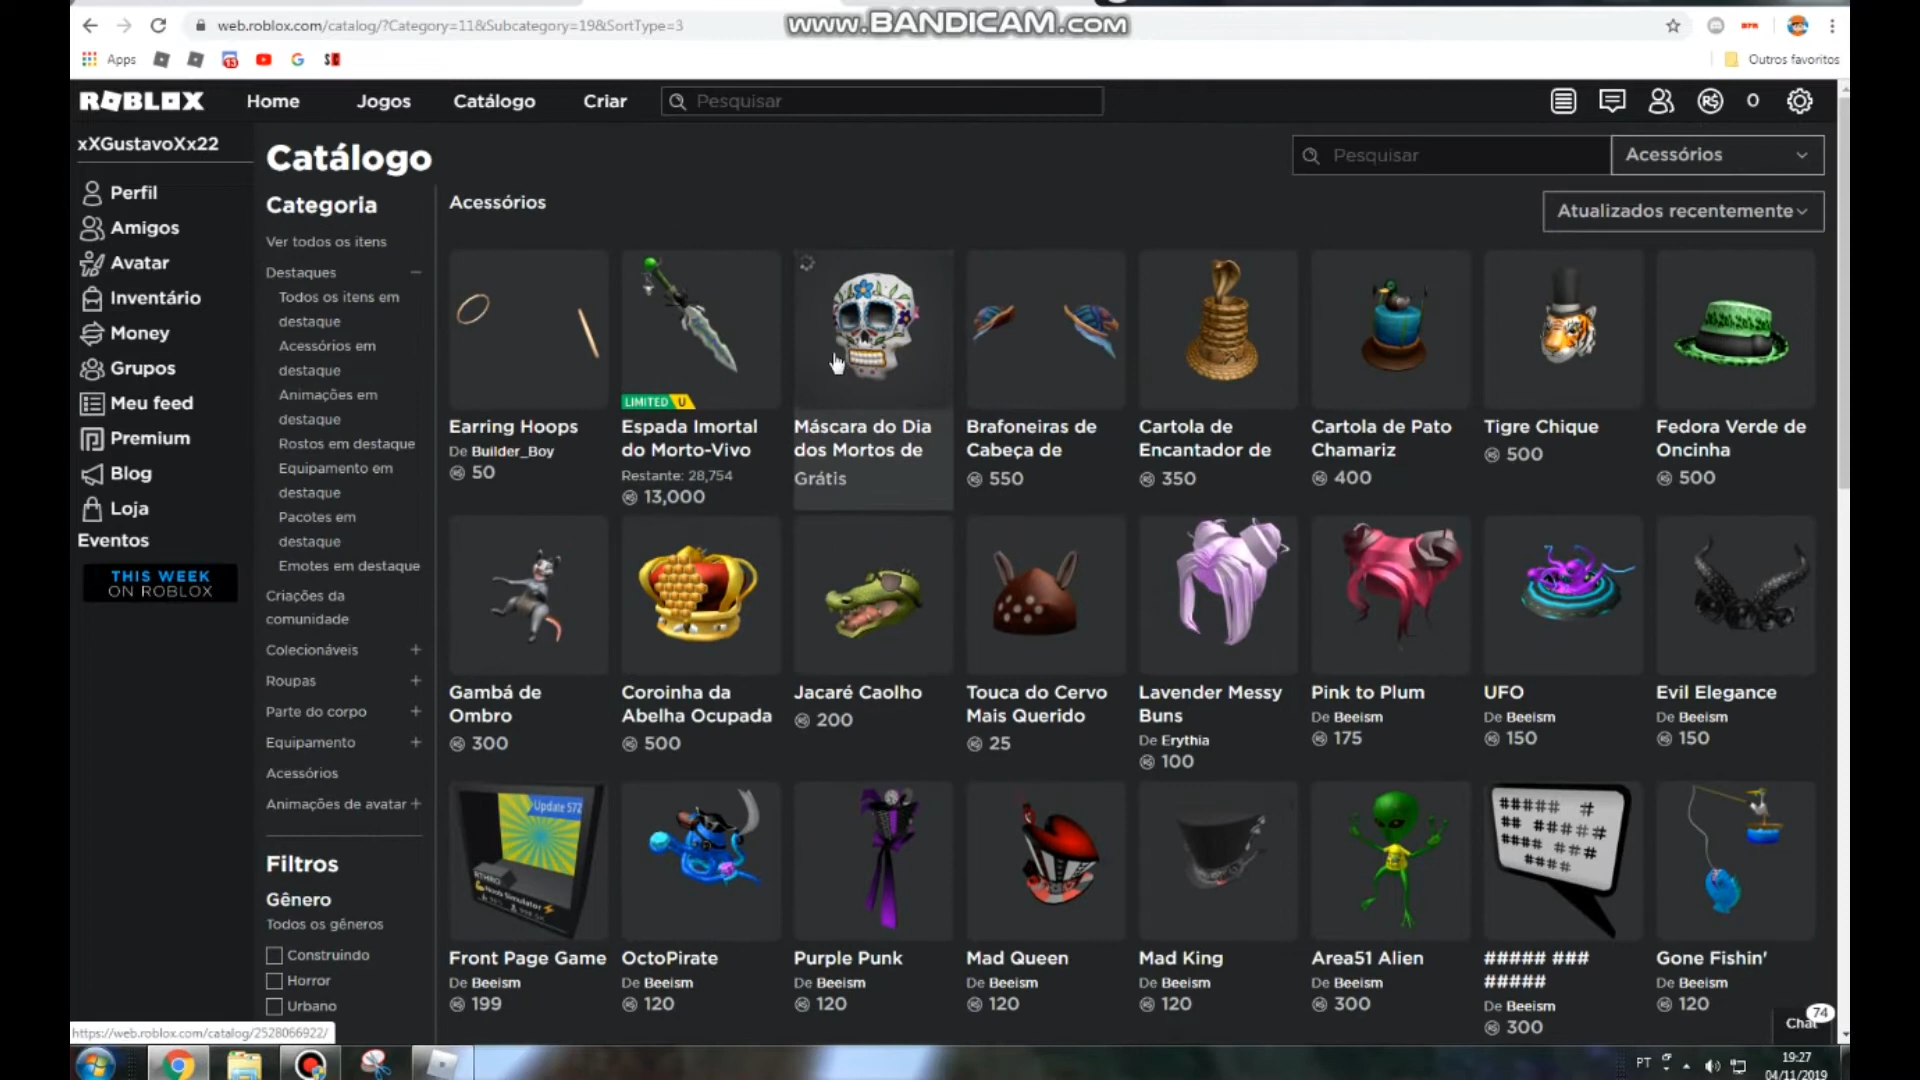 web.roblox.com/catalog/?Category=11&Subcategory=19&SortType=3
www.BANDICAM.com
Apps
13
Outros favoritos
ROBLOX
Home
Jogos
Catálogo
Criar
Pesquisar
0
xXGustavoXx22
Perfil
Amigos
Avatar
Inventário
Money
Grupos
Meu feed
Premium
Blog
Loja
Eventos
THIS WEEK
ON ROBLOX
Catálogo
Pesquisar
Acessórios
Categoria
Ver todos os itens
Destaques
Todos os itens em
destaque
Acessórios em
destaque
Animações em
destaque
Rostos em destaque
Equipamento em
destaque
Pacotes em
destaque
Emotes em destaque
Criações da
comunidade
Colecionáveis +
Roupas +
Parte do corpo +
Equipamento +
Acessórios
Animações de avatar +
Filtros
Gênero
Todos os gêneros
Construindo
Horror
Urbano
Acessórios
Atualizados recentemente
Earring Hoops
De Builder_Boy
50
LIMITED U
Espada Imortal
do Morto-Vivo
Restante: 28,754
13,000
Máscara do Dia
dos Mortos de
Grátis
Brafoneiras de
Cabeça de
550
Cartola de
Encantador de
350
Cartola de Pato
Chamariz
400
Tigre Chique
500
Fedora Verde de
Oncinha
500
Gambá de
Ombro
300
Coroinha da
Abelha Ocupada
500
Jacaré Caolho
200
Touca do Cervo
Mais Querido
25
Lavender Messy
Buns
De Erythia
100
Pink to Plum
De Beeism
175
UFO
De Beeism
150
Evil Elegance
De Beeism
150
Update 572
RTHRO
Noob Simulator
Front Page Game
De Beeism
199
OctoPirate
De Beeism
120
Purple Punk
De Beeism
120
Mad Queen
De Beeism
120
Mad King
De Beeism
120
Area51 Alien
De Beeism
300
##### #
## #####
#### ###
####
##### ###
#####
De Beeism
300
Gone Fishin'
De Beeism
120
Chat
74
https://web.roblox.com/catalog/2528066922/
PT
19:27
04/11/2019